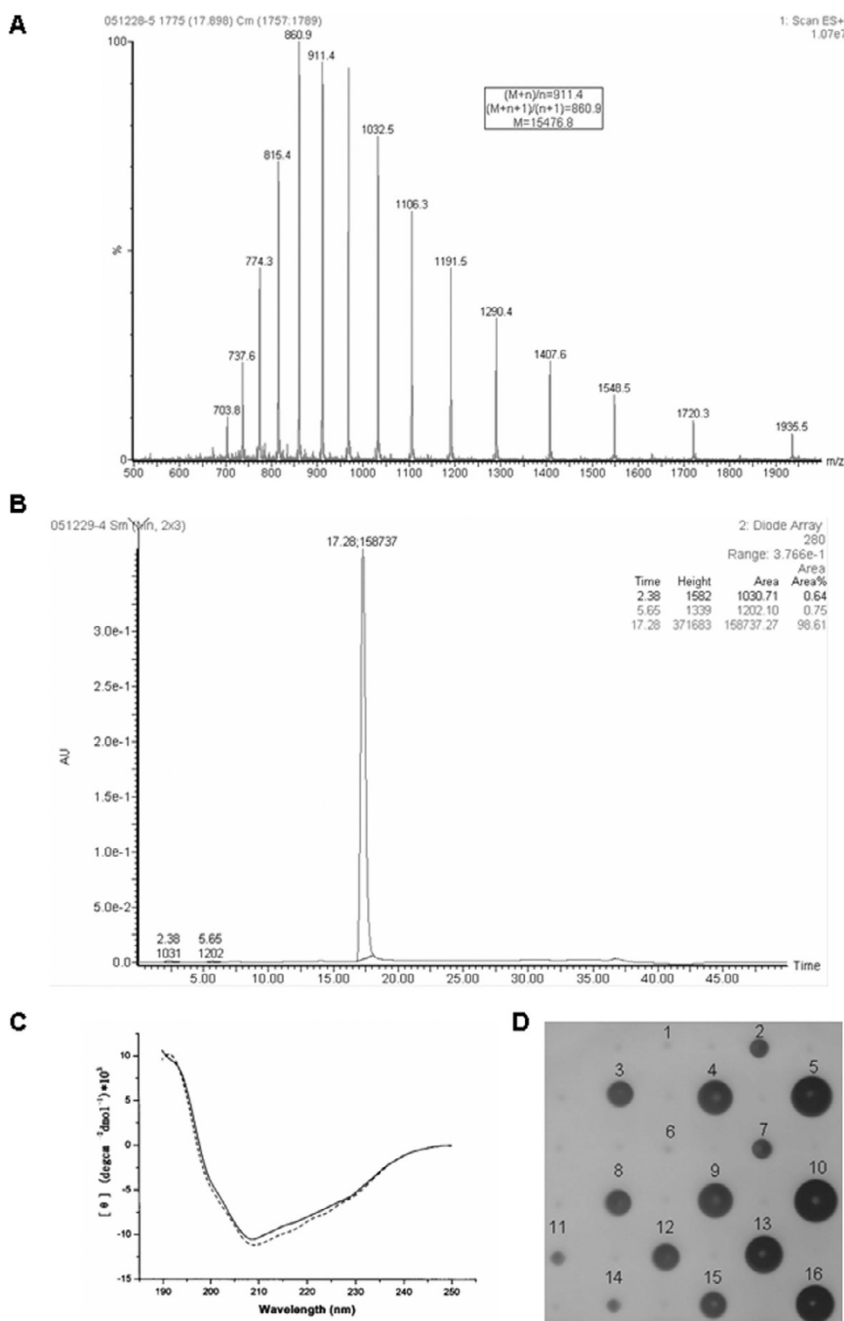 A
051228-5 1775 (17.898) Cm (1757:1789)
1: Scan ES+
1.07e7
100
%
0
860.9
911.4
(M+n)/n=911.4
(M+n+1)/(n+1)=860.9
M=15476.8
1032.5
815.4
1106.3
774.3
1191.5
1290.4
737.6
1407.6
703.8
1548.5
1720.3
1935.5
500 600 700 800 900 1000 1100 1200 1300 1400 1500 1600 1700 1800 1900 m/z
B
051229-4 Sm (Mn, 2x3)
2: Diode Array
280
Range: 3.766e-1
Area
17.28;158737
Time Height Area Area%
2.38 1582 1030.71 0.64
5.65 1339 1202.10 0.75
17.28 371683 158737.27 98.61
3.0e-1
2.5e-1
2.0e-1
AU
1.5e-1
1.0e-1
5.0e-2
2.38 5.65
1031 1202
0.0
Time
5.00 10.00 15.00 20.00 25.00 30.00 35.00 40.00 45.00
C
[θ] (degcm⁻²dmol⁻¹)*10³
10
5
0
-5
-10
-15
190 200 210 220 230 240 250
Wavelength (nm)
D
1 2
3 4 5
6 7
8 9 10
11 12 13
14 15 16